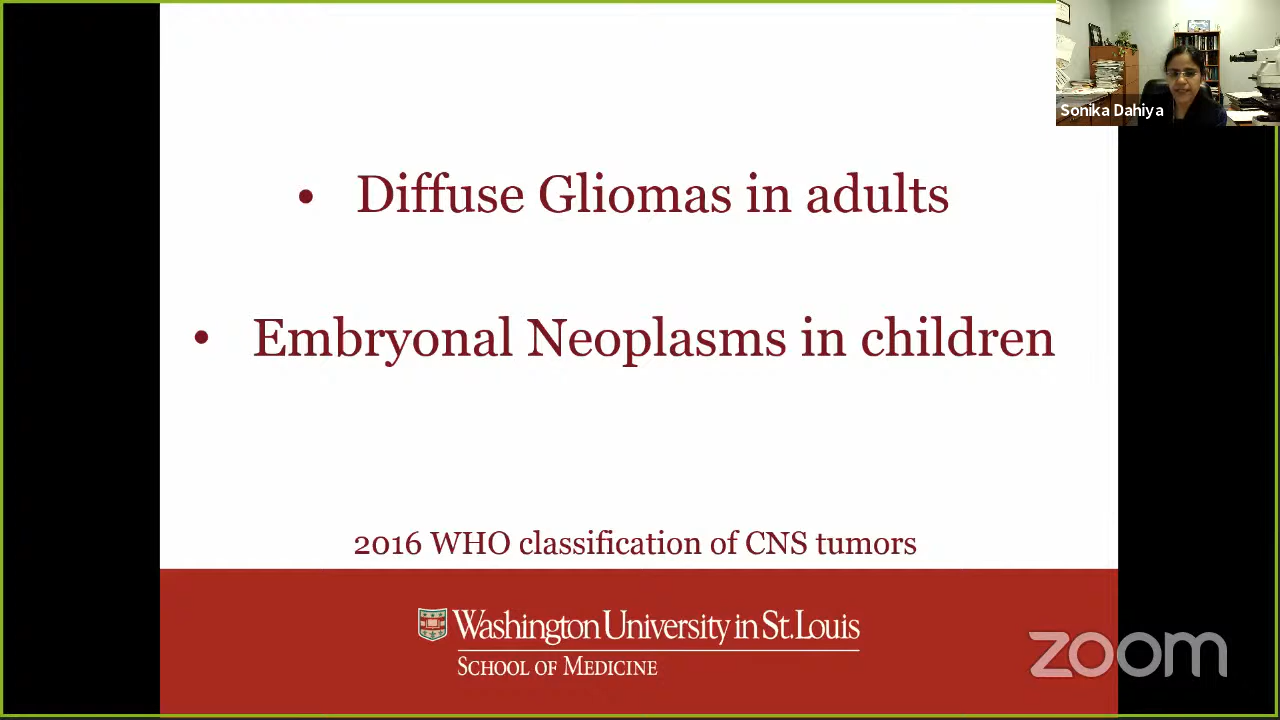 Sonika Dahiya
• Diffuse Gliomas in adults
• Embryonal Neoplasms in children
2016 WHO classification of CNS tumors
Washington University in St. Louis
SCHOOL OF MEDICINE
zoom